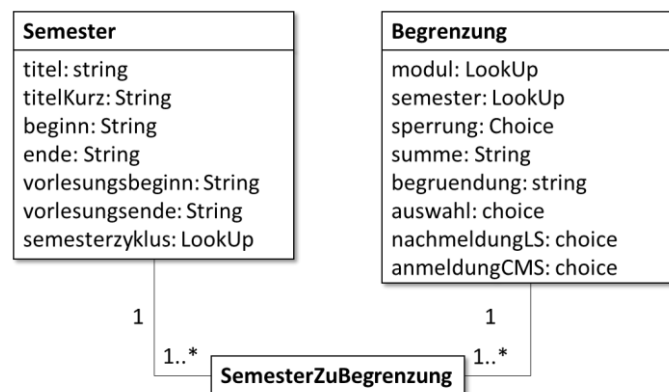 Semester
titel: string
titelKurz: String
beginn: String
ende: String
vorlesungsbeginn: String
vorlesungsende: String
semesterzyklus: LookUp
Begrenzung
modul: LookUp
semester: LookUp
sperrung: Choice
summe: String
begruendung: string
auswahl: choice
nachmeldungLS: choice
anmeldungCMS: choice
1
1
1..*
1..*
SemesterZuBegrenzung